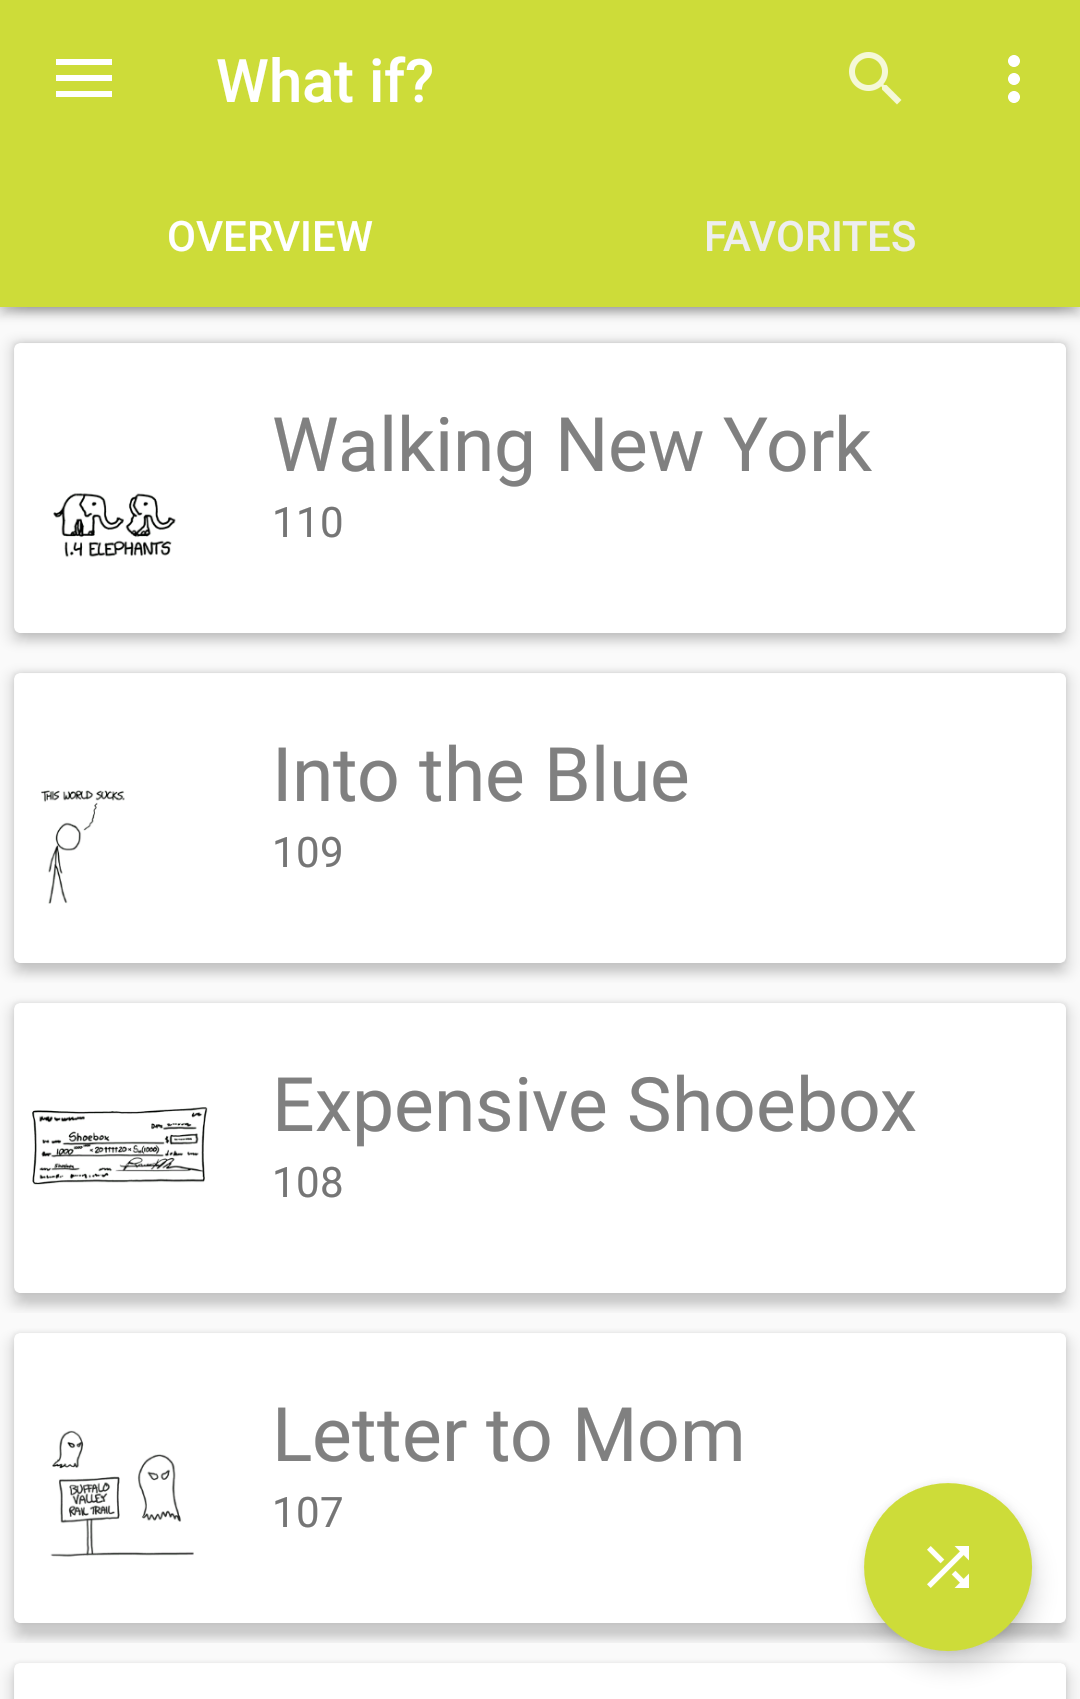 What if?
OVERVIEW
FAVORITES
Walking New York
110
1.4 ELEPHANTS
Into the Blue
109
THIS WORLD SUCKS.
Expensive Shoebox
108
Shoebox
Letter to Mom
107
BUFFALO
VALLEY
RAIL TRAIL